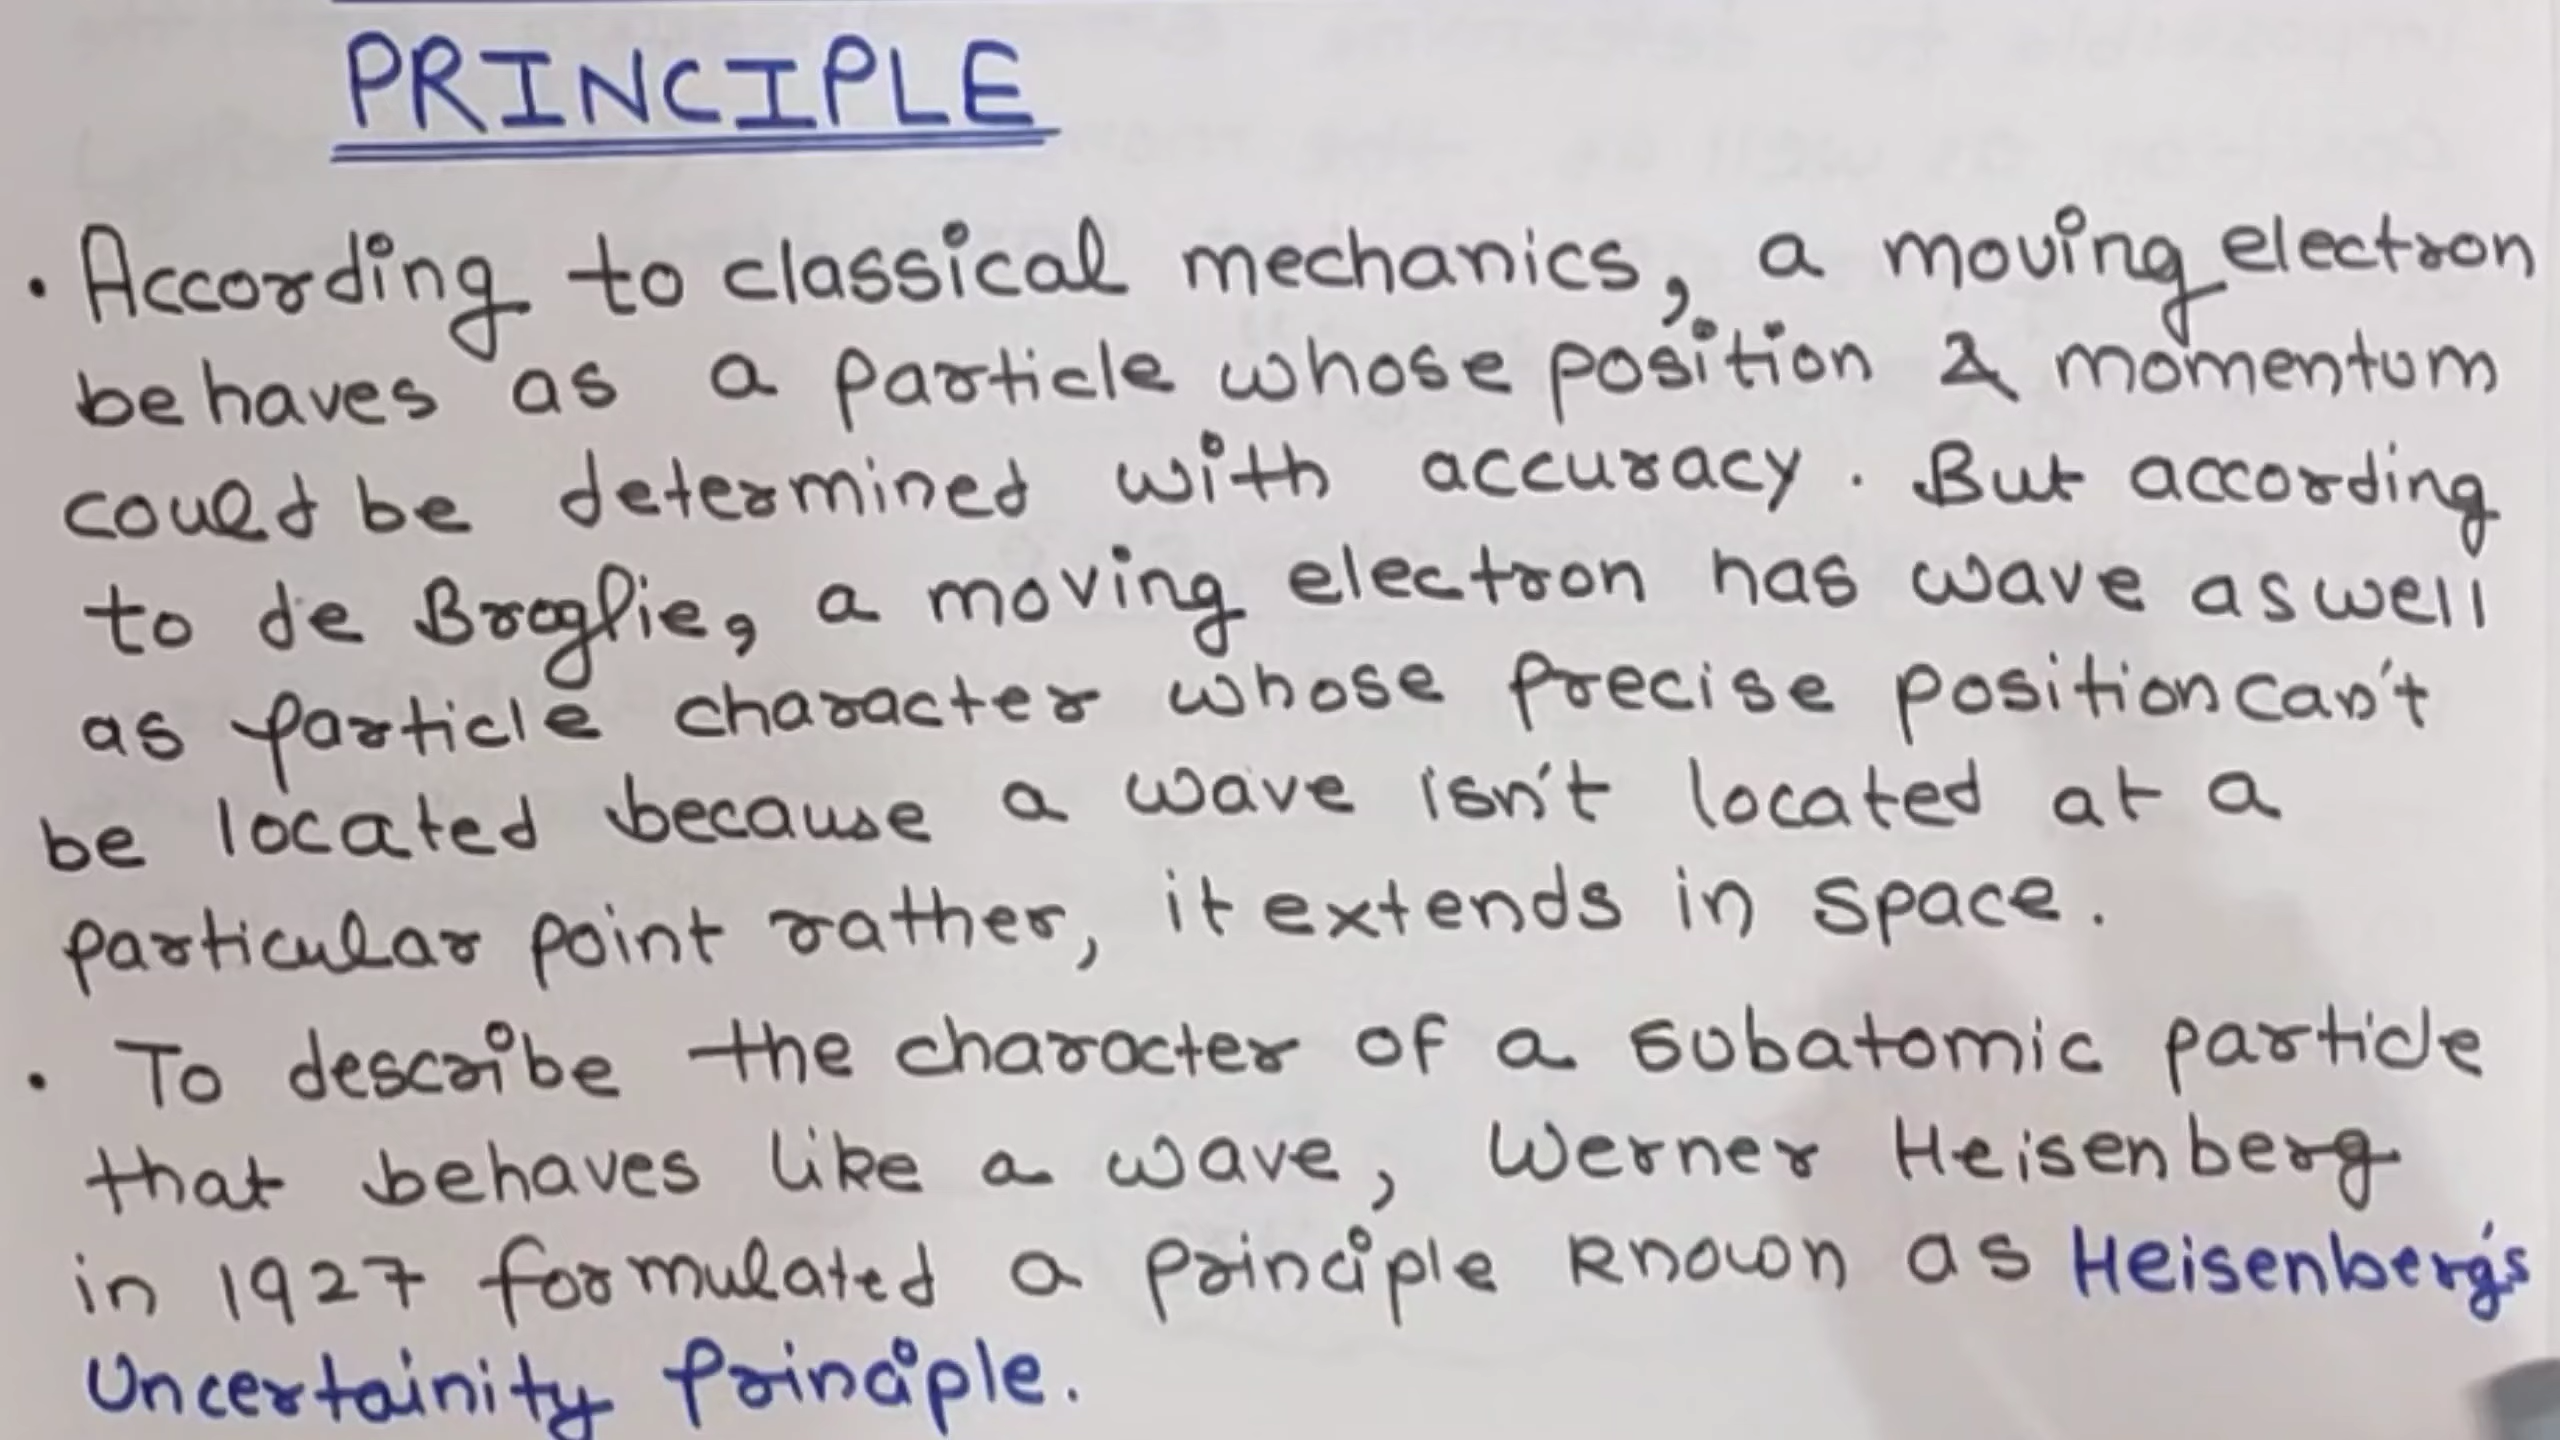 PRINCIPLE
• According to classical mechanics, a moving electron
behaves as a particle whose position & momentum
could be determined with accuracy. But according
to de Broglie, a moving electron has wave as well
as particle character whose precise position can't
be located because a wave isn't located at a
particular point rather, it extends in space.
• To describe the character of a subatomic particle
that behaves like a wave, Werner Heisenberg
in 1927 formulated a principle known as Heisenberg's
Uncertainity Principle.